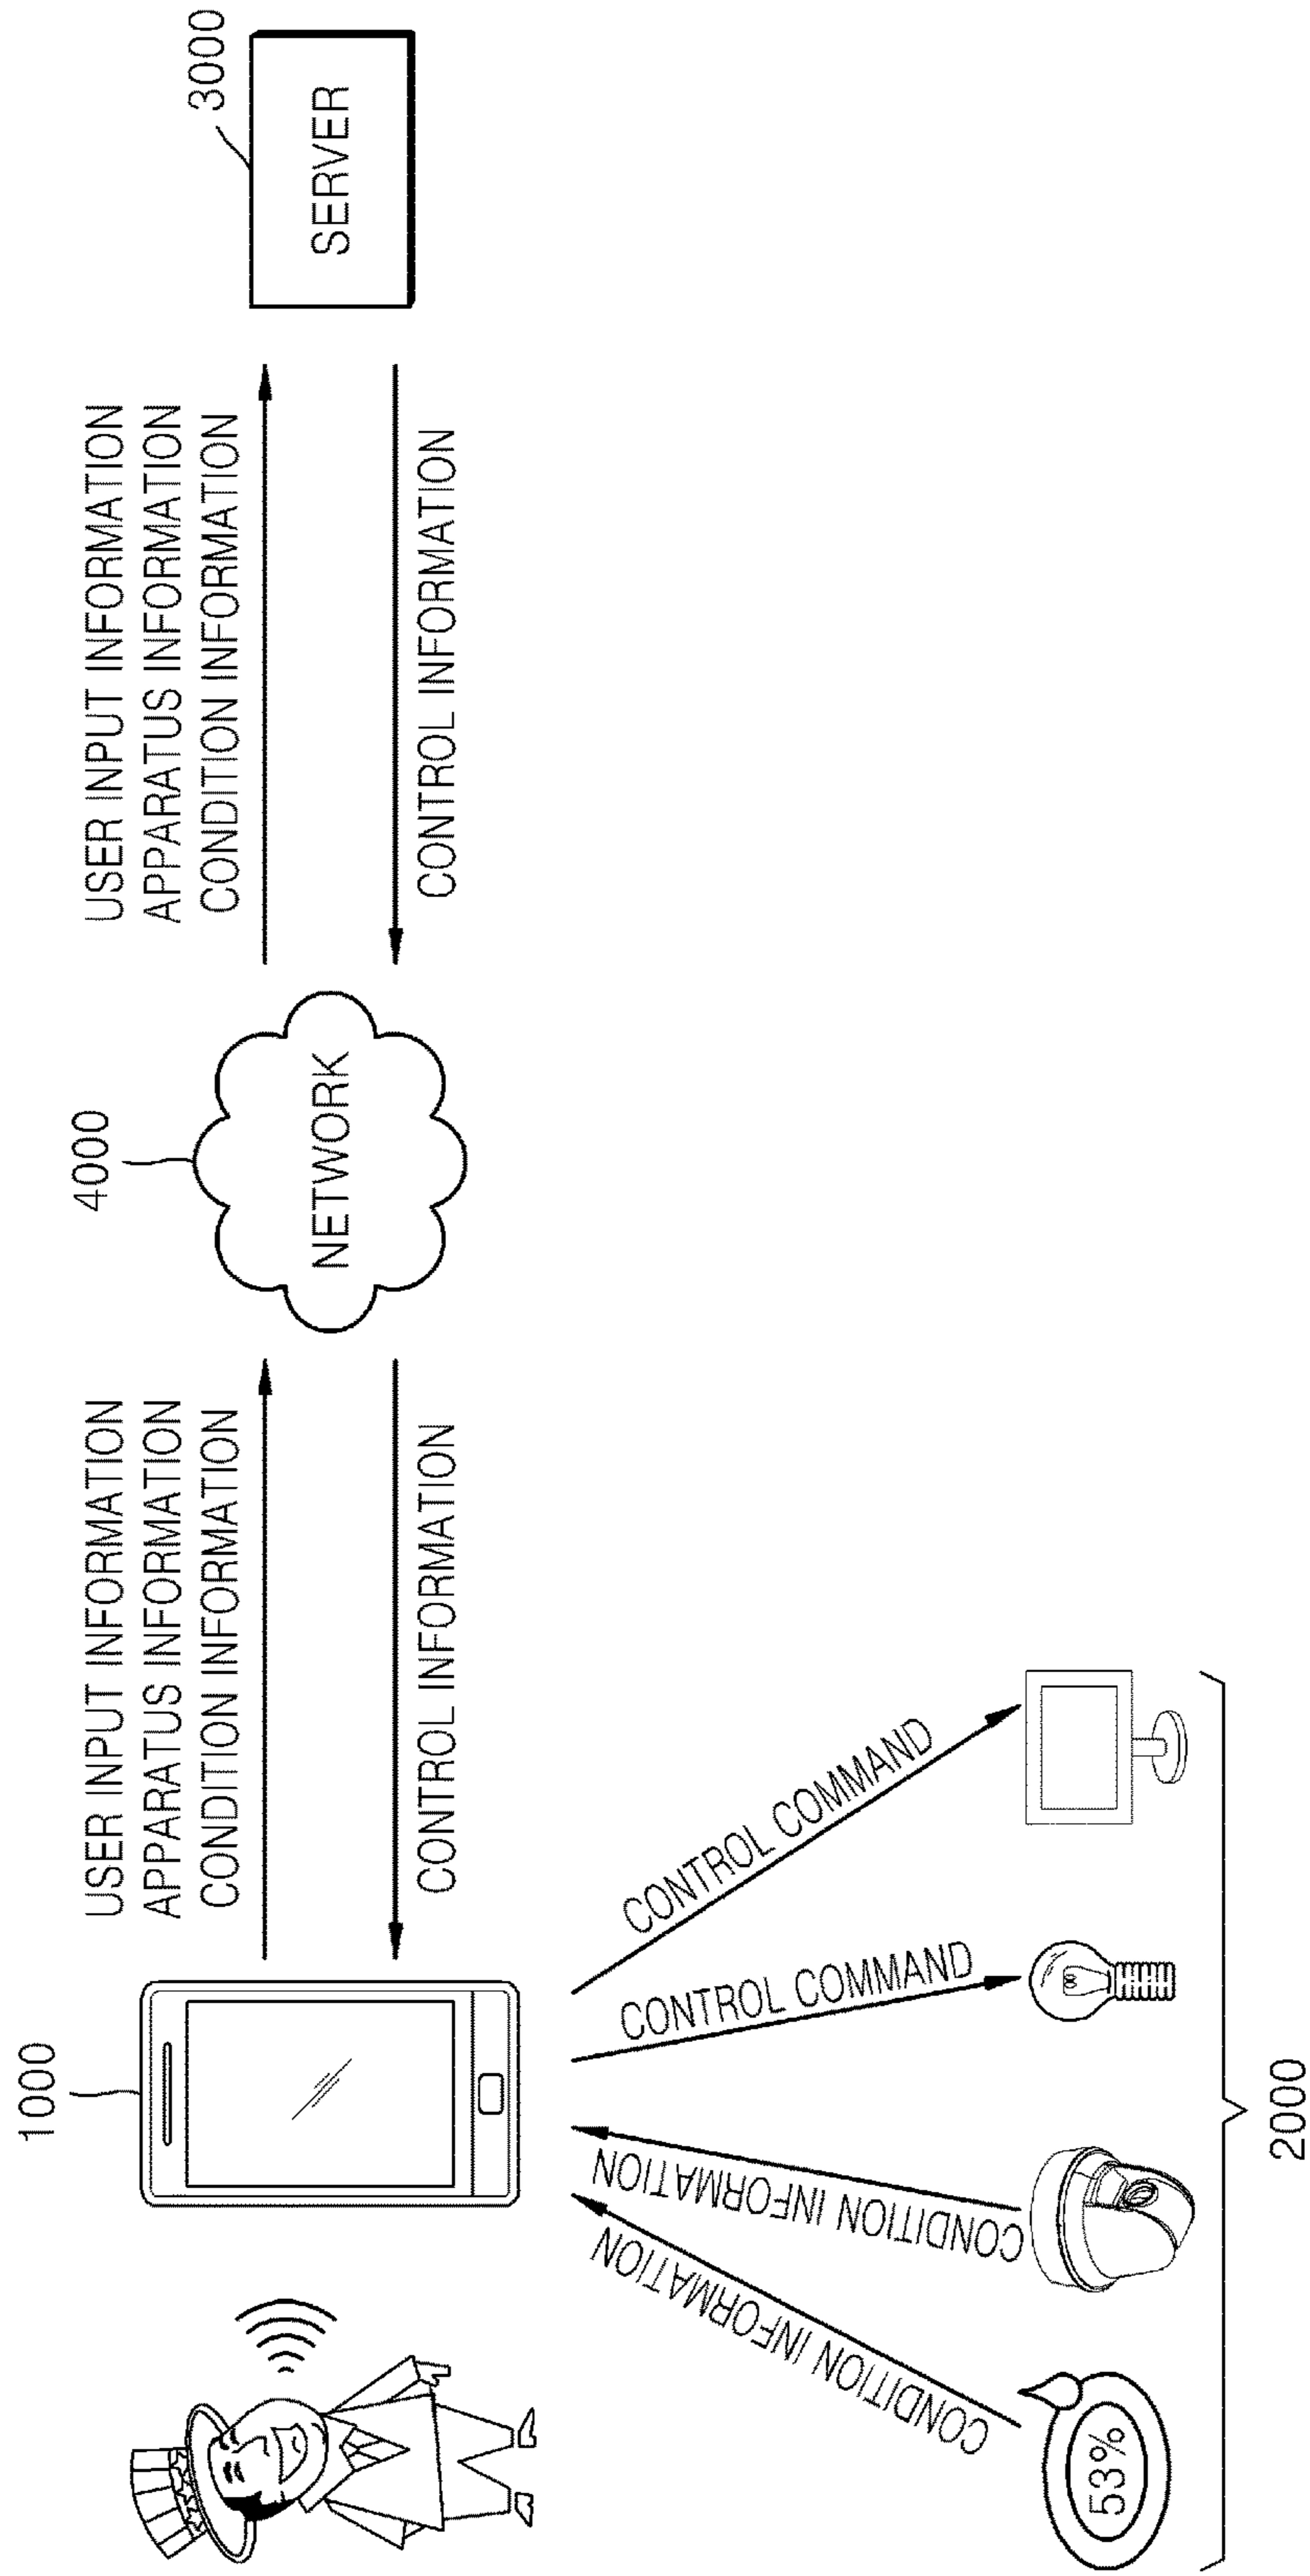 1000
4000
3000
USER INPUT INFORMATION
APPARATUS INFORMATION
CONDITION INFORMATION
USER INPUT INFORMATION
APPARATUS INFORMATION
CONDITION INFORMATION
NETWORK
SERVER
CONTROL INFORMATION
CONTROL INFORMATION
CONDITION INFORMATION
CONDITION INFORMATION
CONTROL COMMAND
CONTROL COMMAND
53%
2000